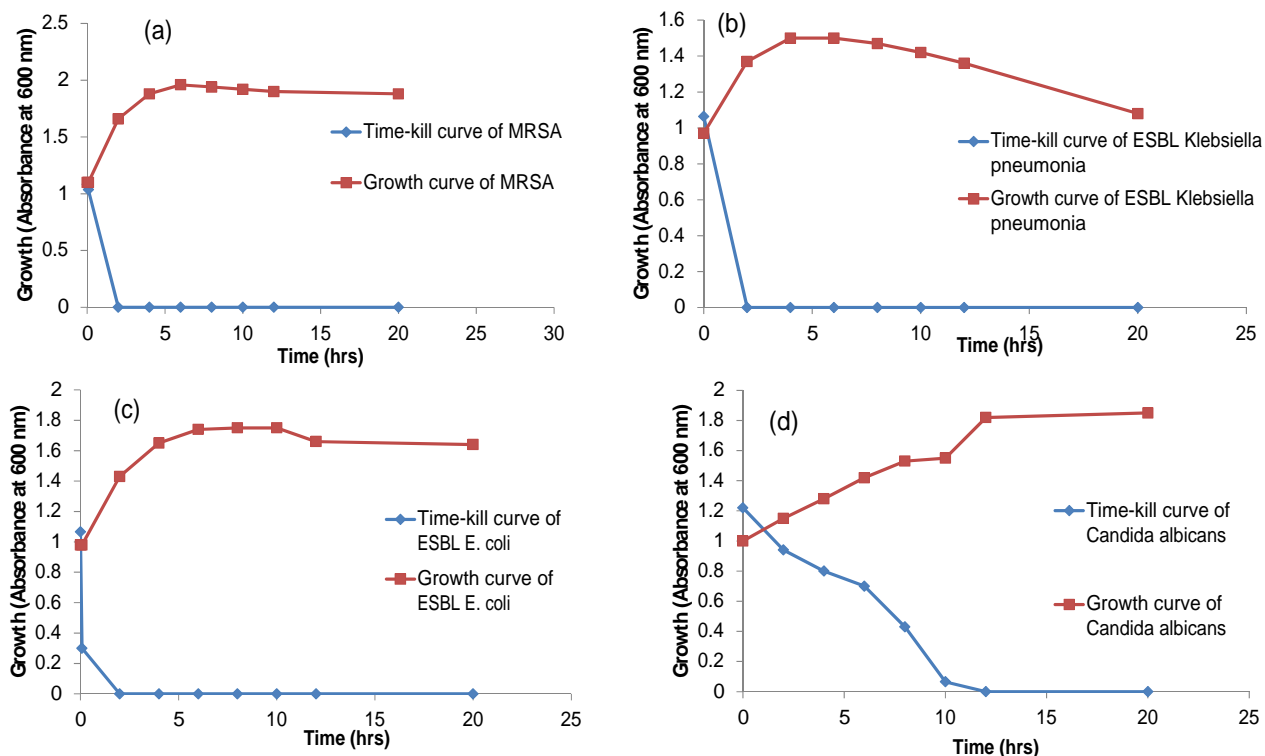 (a)
Growth (Absorbance at 600 nm)
2.5
2
1.5
1
0.5
0
0 5 10 15 20 25 30
Time (hrs)
Time-kill curve of MRSA
Growth curve of MRSA
(b)
Growth (Absorbance at 600 nm)
1.6
1.4
1.2
1
0.8
0.6
0.4
0.2
0
0 5 10 15 20 25
Time (hrs)
Time-kill curve of ESBL Klebsiella
pneumonia
Growth curve of ESBL Klebsiella
pneumonia
(c)
Growth (Absorbance at 600 nm)
2
1.8
1.6
1.4
1.2
1
0.8
0.6
0.4
0.2
0
0 5 10 15 20 25
Time (hrs)
Time-kill curve of
ESBL E. coli
Growth curve of
ESBL E. coli
(d)
Growth (Absorbance at 600 nm)
2
1.8
1.6
1.4
1.2
1
0.8
0.6
0.4
0.2
0
0 5 10 15 20 25
Time (hrs)
Time-kill curve of
Candida albicans
Growth curve of
Candida albicans